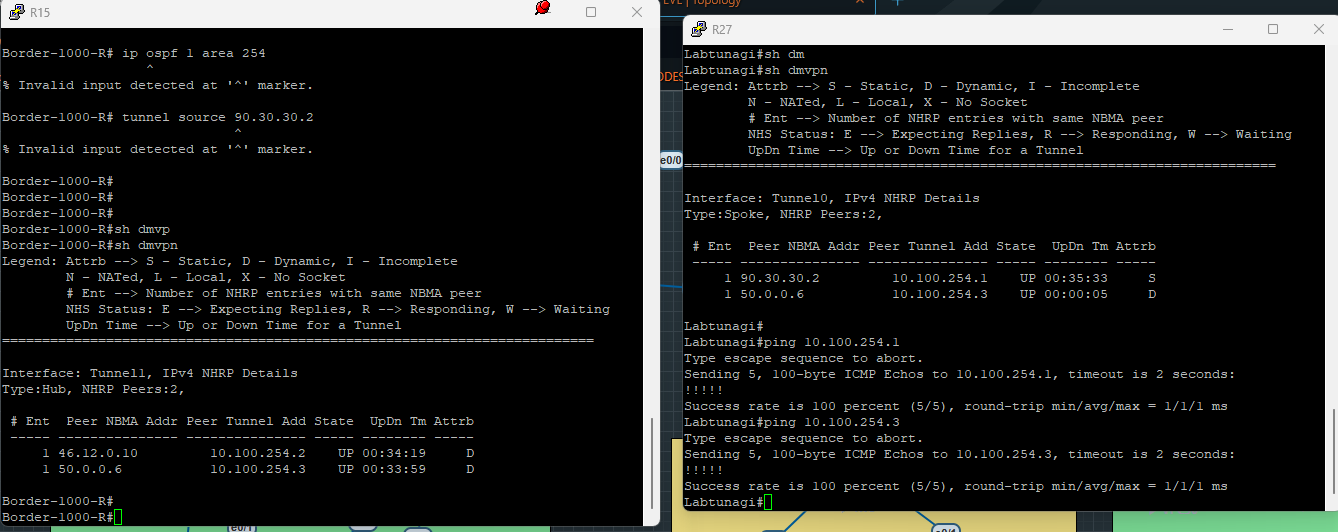 R15
Border-1000-R# ip ospf 1 area 254
^
% Invalid input detected at '^' marker.
Border-1000-R# tunnel source 90.30.30.2
^
% Invalid input detected at '^' marker.
Border-1000-R#
Border-1000-R#
Border-1000-R#
Border-1000-R#sh dmvp
Border-1000-R#sh dmvpn
Legend: Attrb --> S - Static, D - Dynamic, I - Incomplete
N - NATed, L - Local, X - No Socket
# Ent --> Number of NHRP entries with same NBMA peer
NHS Status: E --> Expecting Replies, R --> Responding, W --> Waiting
UpDn Time --> Up or Down Time for a Tunnel
==========================================================================
Interface: Tunnel1, IPv4 NHRP Details
Type:Hub, NHRP Peers:2,
# Ent  Peer NBMA Addr Peer Tunnel Add State  UpDn Tm Attrb
----- --------------- --------------- ----- -------- -----
1 46.12.0.10          10.100.254.2    UP 00:34:19     D
1 50.0.0.6            10.100.254.3    UP 00:33:59     D
Border-1000-R#
Border-1000-R#
EVE | Topology
R27
Labtunagi#sh dm
Labtunagi#sh dmvpn
Legend: Attrb --> S - Static, D - Dynamic, I - Incomplete
N - NATed, L - Local, X - No Socket
# Ent --> Number of NHRP entries with same NBMA peer
NHS Status: E --> Expecting Replies, R --> Responding, W --> Waiting
UpDn Time --> Up or Down Time for a Tunnel
==========================================================================
Interface: Tunnel0, IPv4 NHRP Details
Type:Spoke, NHRP Peers:2,
# Ent  Peer NBMA Addr Peer Tunnel Add State  UpDn Tm Attrb
----- --------------- --------------- ----- -------- -----
1 90.30.30.2          10.100.254.1    UP 00:35:33     S
1 50.0.0.6            10.100.254.3    UP 00:00:05     D
Labtunagi#
Labtunagi#ping 10.100.254.1
Type escape sequence to abort.
Sending 5, 100-byte ICMP Echos to 10.100.254.1, timeout is 2 seconds:
!!!!!
Success rate is 100 percent (5/5), round-trip min/avg/max = 1/1/1 ms
Labtunagi#ping 10.100.254.3
Type escape sequence to abort.
Sending 5, 100-byte ICMP Echos to 10.100.254.3, timeout is 2 seconds:
!!!!!
Success rate is 100 percent (5/5), round-trip min/avg/max = 1/1/1 ms
Labtunagi#
e0/0